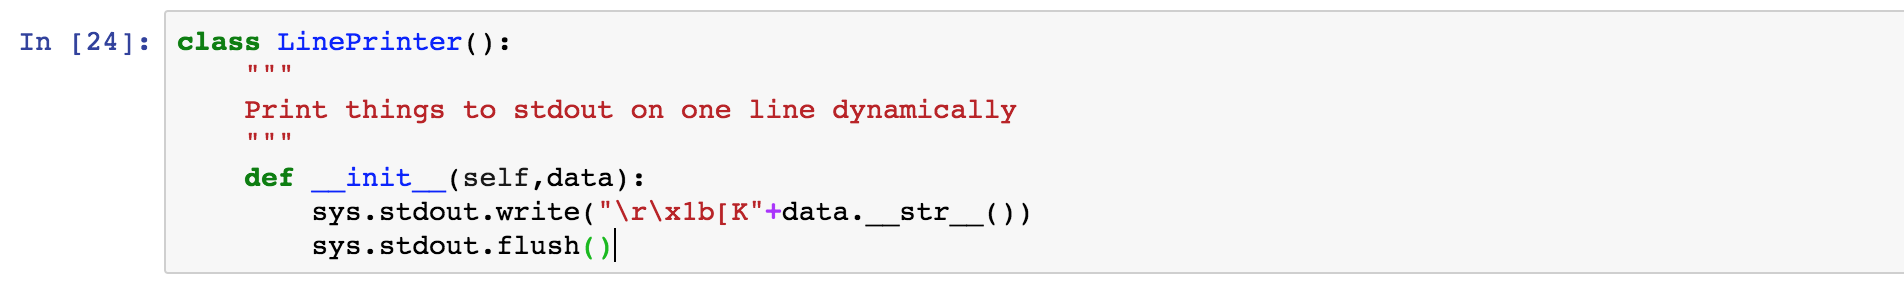 In [24]: class LinePrinter():
    """
    Print things to stdout on one line dynamically
    """
    def __init__(self,data):
        sys.stdout.write("\r\x1b[K"+data.__str__())
        sys.stdout.flush()